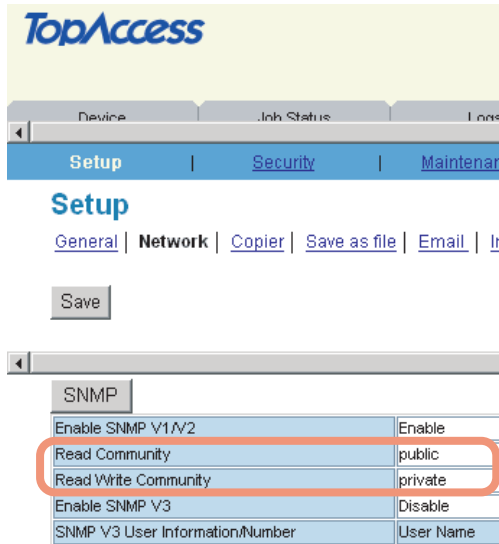 TopAccess
Device Job Status Logs
Setup | Security | Maintenan
Setup
General | Network | Copier | Save as file | Email | In
Save
SNMP
Enable SNMP V1/V2 Enable
Read Community public
Read Write Community private
Enable SNMP V3 Disable
SNMP V3 User Information/Number User Name